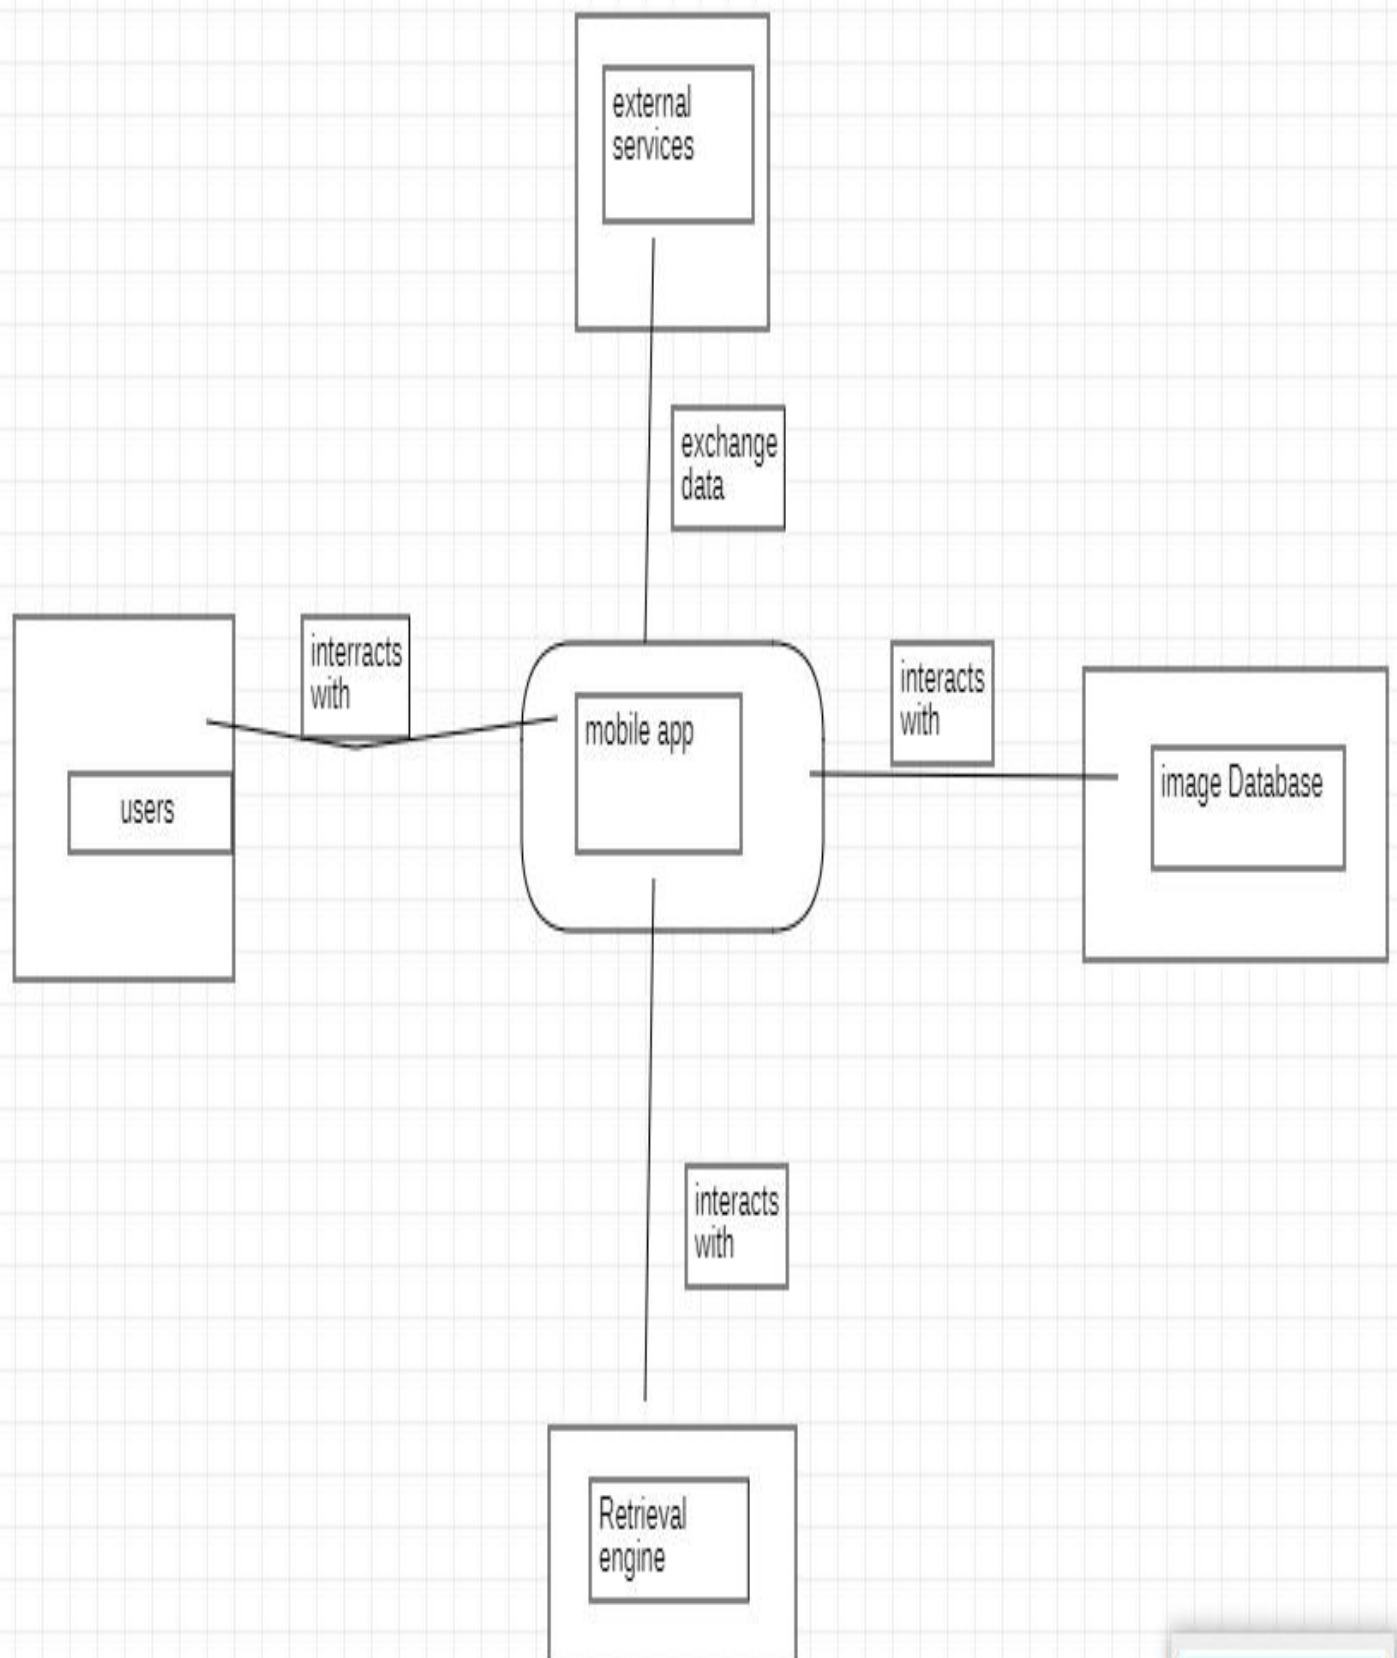 external
services
exchange
data
interracts
with
mobile app
interacts
with
image Database
users
interacts
with
Retrieval
engine